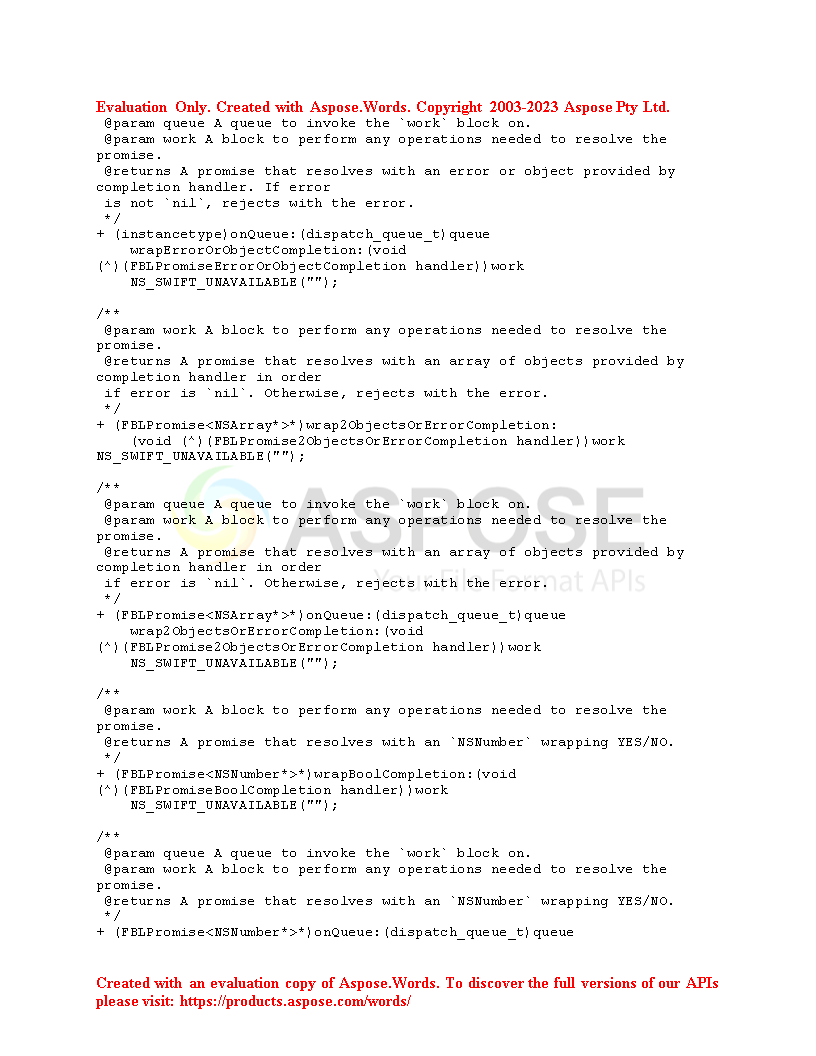 Evaluation Only. Created with Aspose.Words. Copyright 2003-2023 Aspose Pty Ltd.
@param queue A queue to invoke the `work` block on.
@param work A block to perform any operations needed to resolve the
promise.
@returns A promise that resolves with an error or object provided by
completion handler. If error
is not `nil`, rejects with the error.
*/
+ (instancetype)onQueue:(dispatch_queue_t)queue
wrapErrorOrObjectCompletion:(void
(^)(FBLPromiseErrorOrObjectCompletion handler))work
NS_SWIFT_UNAVAILABLE("");
/**
@param work A block to perform any operations needed to resolve the
promise.
@returns A promise that resolves with an array of objects provided by
completion handler in order
if error is `nil`. Otherwise, rejects with the error.
*/
+ (FBLPromise<NSArray*>*)wrap2ObjectsOrErrorCompletion:
(void (^)(FBLPromise2ObjectsOrErrorCompletion handler))work
NS_SWIFT_UNAVAILABLE("");
/**
@param queue A queue to invoke the `work` block on.
@param work A block to perform any operations needed to resolve the
promise.
@returns A promise that resolves with an array of objects provided by
completion handler in order
if error is `nil`. Otherwise, rejects with the error.
*/
+ (FBLPromise<NSArray*>*)onQueue:(dispatch_queue_t)queue
wrap2ObjectsOrErrorCompletion:(void
(^)(FBLPromise2ObjectsOrErrorCompletion handler))work
NS_SWIFT_UNAVAILABLE("");
/**
@param work A block to perform any operations needed to resolve the
promise.
@returns A promise that resolves with an `NSNumber` wrapping YES/NO.
*/
+ (FBLPromise<NSNumber*>*)wrapBoolCompletion:(void
(^)(FBLPromiseBoolCompletion handler))work
NS_SWIFT_UNAVAILABLE("");
/**
@param queue A queue to invoke the `work` block on.
@param work A block to perform any operations needed to resolve the
promise.
@returns A promise that resolves with an `NSNumber` wrapping YES/NO.
*/
+ (FBLPromise<NSNumber*>*)onQueue:(dispatch_queue_t)queue
ASPOSE
Your File Format APIs
Created with an evaluation copy of Aspose.Words. To discover the full versions of our APIs
please visit: https://products.aspose.com/words/